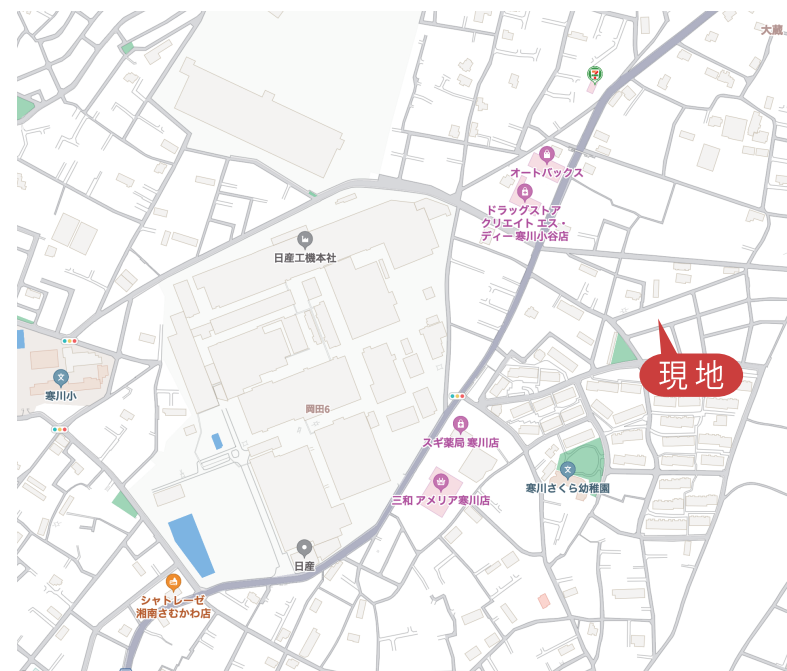 大蔵
オートバックス
ドラッグストア
クリエイト エス・
ディー 寒川小谷店
日産工機本社
現地
寒川小
岡田6
スギ薬局 寒川店
寒川さくら幼稚園
三和 アメリア寒川店
日産
シャトレーゼ
湘南さむかわ店